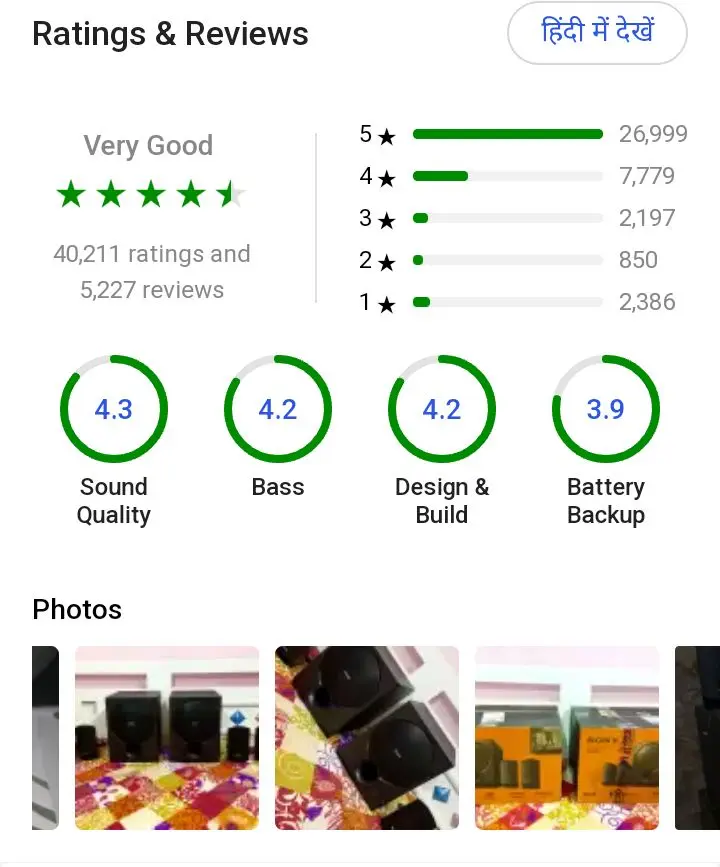 Ratings & Reviews
हिंदी में देखें
Very Good
40,211 ratings and
5,227 reviews
5 ★ 26,999
4 ★ 7,779
3 ★ 2,197
2 ★ 850
1 ★ 2,386
4.3
4.2
4.2
3.9
Sound
Quality
Bass
Design &
Build
Battery
Backup
Photos
SONY